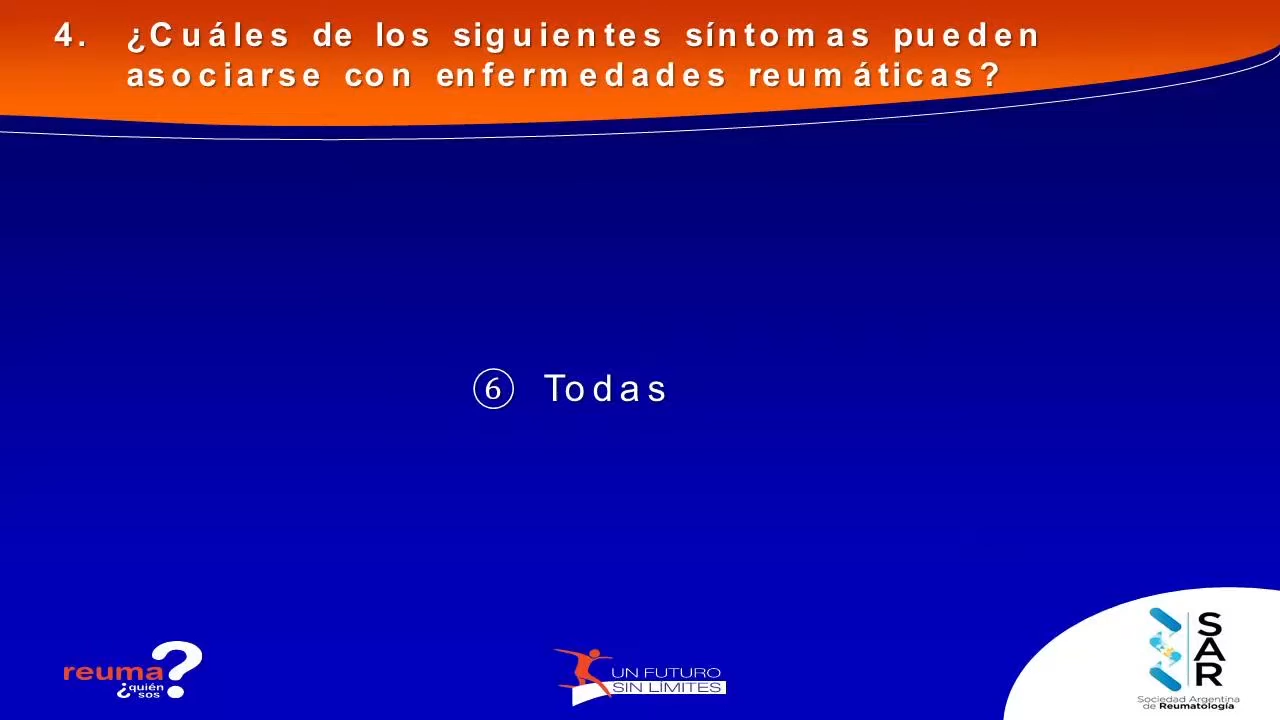 4. ¿Cuáles de los siguientes síntomas pueden
asociarse con enfermedades reumáticas?
⑥ Todas
reuma?
¿quién
sos
UN FUTURO
SIN LÍMITES
SAR
Sociedad Argentina
de Reumatología